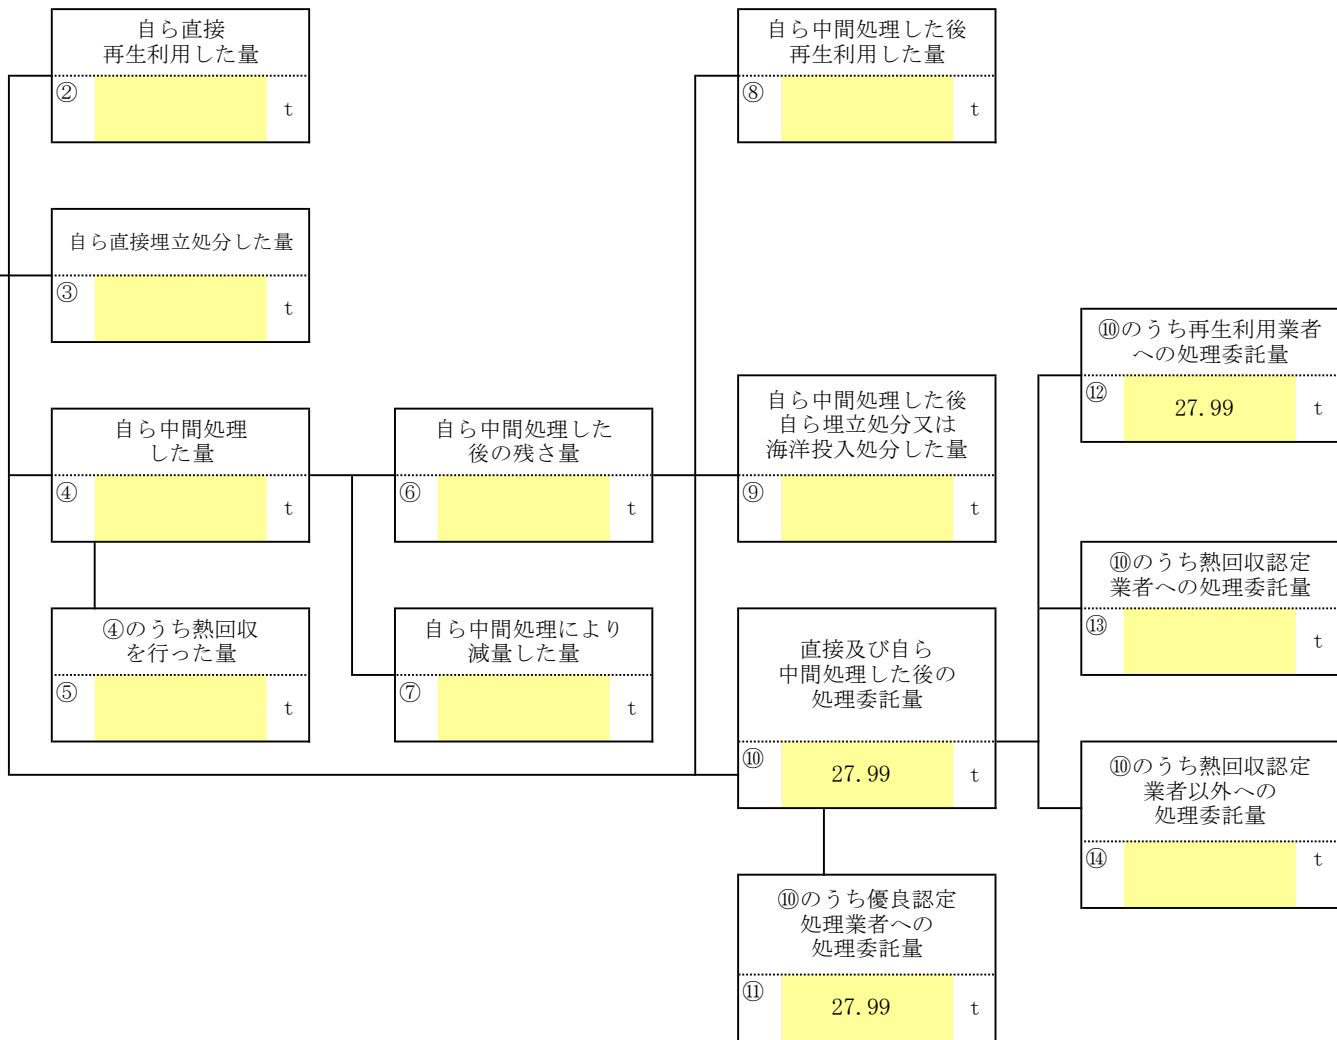 自ら直接
再生利用した量
②
t
自ら中間処理した後
再生利用した量
⑧
t
自ら直接埋立処分した量
③
t
⑩のうち再生利用業者
への処理委託量
⑫
27.99
t
自ら中間処理
した量
④
t
自ら中間処理した
後の残さ量
⑥
t
自ら中間処理した後
自ら埋立処分又は
海洋投入処分した量
⑨
t
⑩のうち熱回収認定
業者への処理委託量
⑬
t
④のうち熱回収
を行った量
⑤
t
自ら中間処理により
減量した量
⑦
t
直接及び自ら
中間処理した後の
処理委託量
⑩
27.99
t
⑩のうち熱回収認定
業者以外への
処理委託量
⑭
t
⑩のうち優良認定
処理業者への
処理委託量
⑪
27.99
t